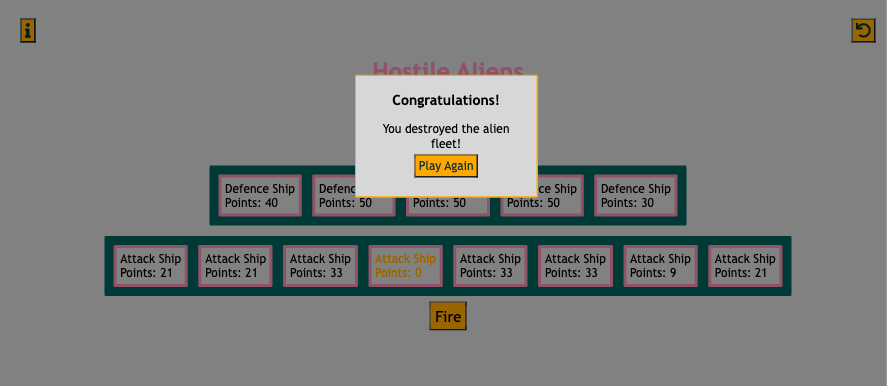 Hostile Aliens
Congratulations!
You destroyed the alien
fleet!
Play Again
Defence Ship
Points: 40
Points: 50
Points: 50
Ship
Points: 50
Defence Ship
Points: 30
Attack Ship
Points: 21
Attack Ship
Points: 21
Attack Ship
Points: 33
Attack Ship
Points: 0
Attack Ship
Points: 33
Attack Ship
Points: 33
Attack Ship
Points: 9
Attack Ship
Points: 21
Fire